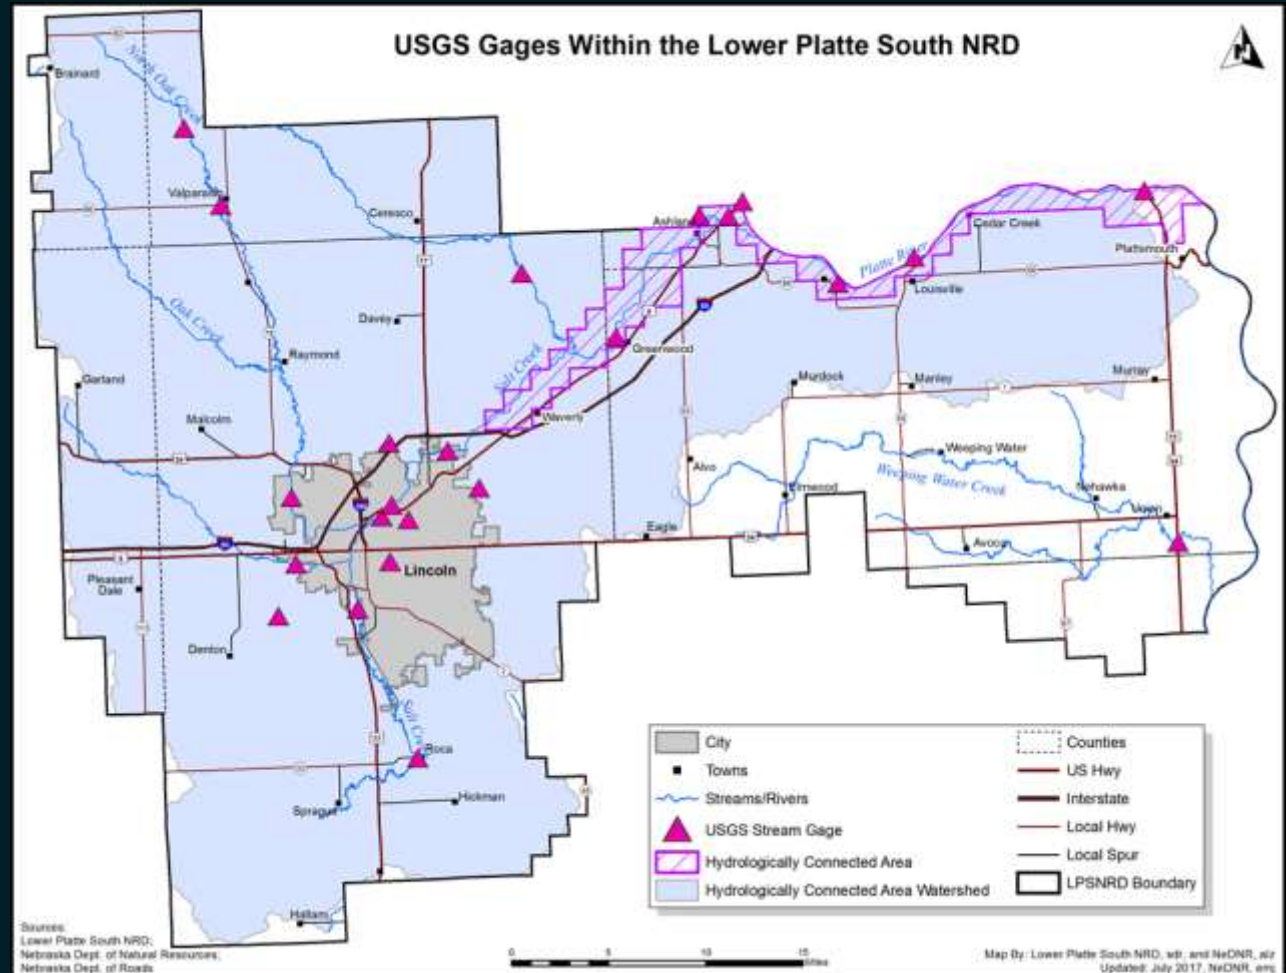 USGS Gages Within the Lower Platte South NRD
N
Brainard
North Oak Creek
Valparaiso
Ceresco
Ashland
Cedar Creek
Platte River
Plattsmouth
Louisville
Oak Creek
Davey
Salt Creek
Greenwood
Raymond
Garland
Malcolm
Waverly
Murdock
Manley
Murray
Alvo
Weeping Water
Weeping Water Creek
Elmwood
Nehawka
Union
Eagle
Avoca
Lincoln
Pleasant
Dale
Denton
Salt Creek
Roca
Sprague
Hickman
Hallam
City
Towns
Streams/Rivers
USGS Stream Gage
Hydrologically Connected Area
Hydrologically Connected Area Watershed
Counties
US Hwy
Interstate
Local Hwy
Local Spur
LPSNRD Boundary
Sources:
Lower Platte South NRD;
Nebraska Dept. of Natural Resources;
Nebraska Dept. of Roads
0 5 10 15
Miles
Map By: Lower Platte South NRD, wdr, and NeDNR, alz
Updated: July 2017, NeDNR, enc